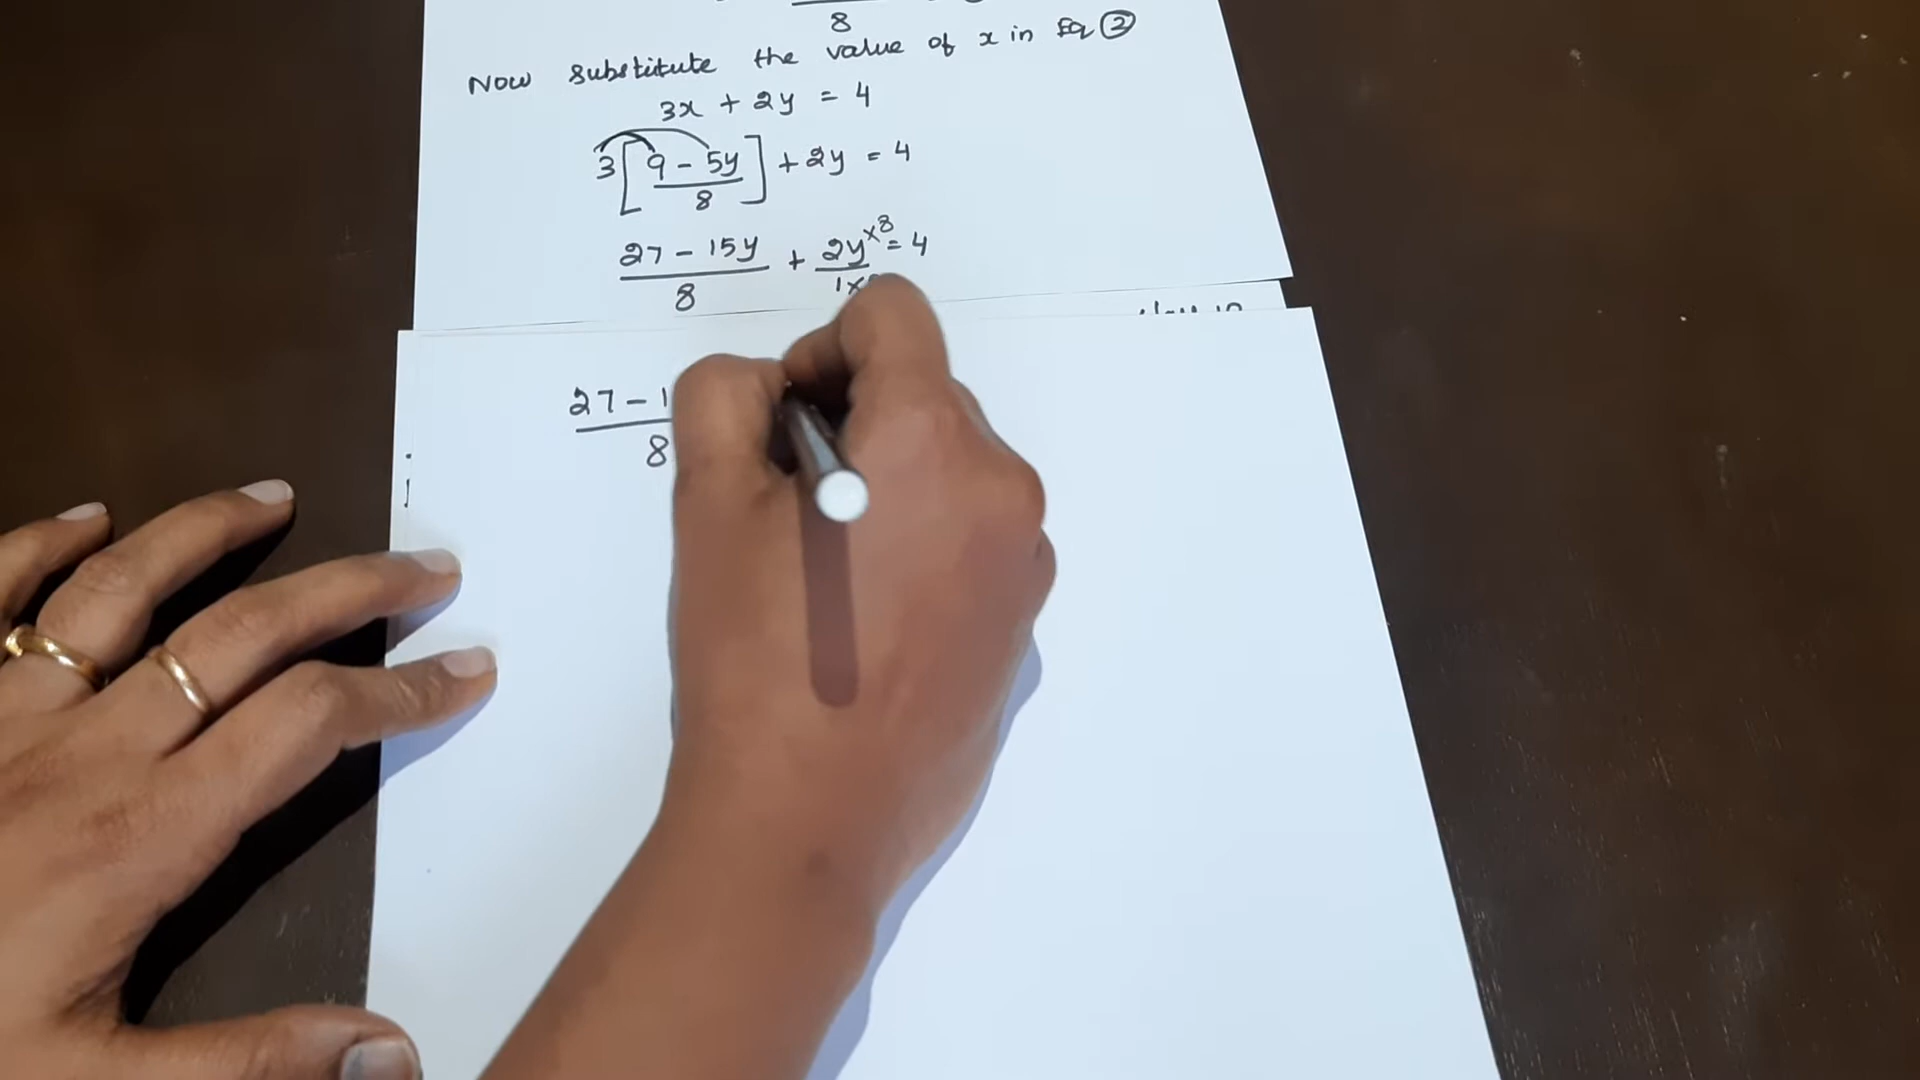 8
Now substitute the value of x in Eq ②
3x + 2y = 4
3[9 - 5y/8] + 2y = 4
27 - 15y/8 + 2y×8/1× = 4
27 - 1
8